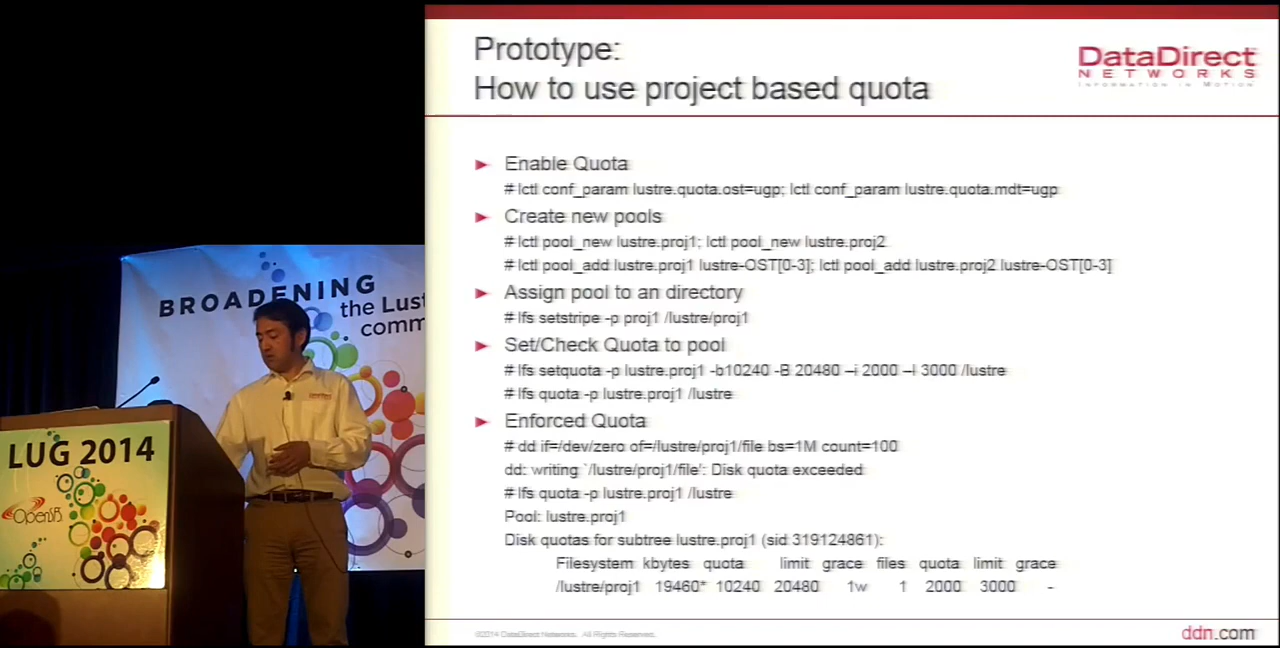 Prototype:
How to use project based quota
DataDirect
NETWORKS
INFORMATION IN MOTION
► Enable Quota
# lctl conf_param lustre.quota.ost=ugp; lctl conf_param lustre.quota.mdt=ugp
► Create new pools
# lctl pool_new lustre.proj1; lctl pool_new lustre.proj2
# lctl pool_add lustre.proj1 lustre-OST[0-3]; lctl pool_add lustre.proj2 lustre-OST[0-3]
► Assign pool to an directory
# lfs setstripe -p proj1 /lustre/proj1
► Set/Check Quota to pool
# lfs setquota -p lustre.proj1 -b10240 -B 20480 –i 2000 –I 3000 /lustre
# lfs quota -p lustre.proj1 /lustre
► Enforced Quota
# dd if=/dev/zero of=/lustre/proj1/file bs=1M count=100
dd: writing `/lustre/proj1/file': Disk quota exceeded
# lfs quota -p lustre.proj1 /lustre
Pool: lustre.proj1
Disk quotas for subtree lustre.proj1 (sid 319124861):
Filesystem kbytes quota limit grace files quota limit grace
/lustre/proj1 19460* 10240 20480 1w 1 2000 3000 -
©2014 DataDirect Networks. All Rights Reserved.
ddn.com
BROADENING
the Lust
comm
LUG 2014
OpenSFS